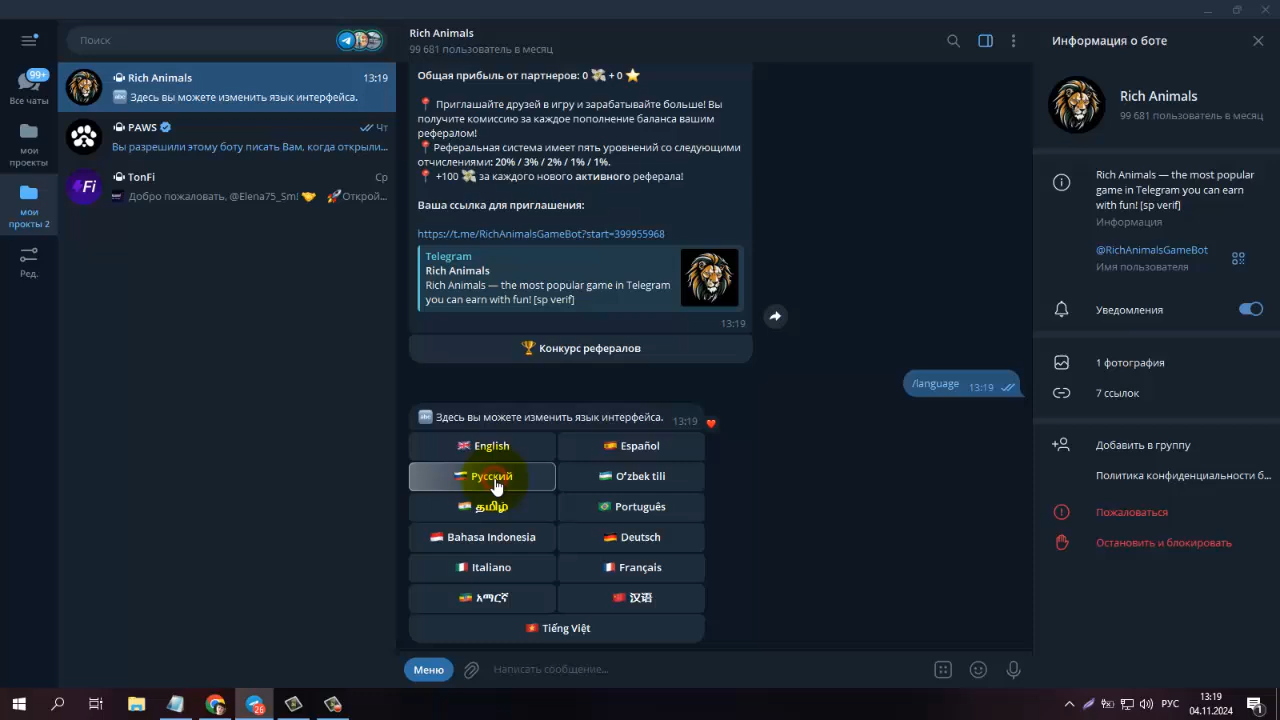 Поиск
99+
Все чаты
мои
проекты
мои
прокты 2
Ред.
Rich Animals
13:19
Здесь вы можете изменить язык интерфейса.
PAWS
Чт
Вы разрешили этому боту писать Вам, когда открыли...
TonFi
Ср
Добро пожаловать, @Elena75_Sm! 🤝 🚀Открой...
Rich Animals
99 681 пользователь в месяц
Общая прибыль от партнеров: 0 💸 + 0 ⭐
📍 Приглашайте друзей в игру и зарабатывайте больше! Вы
получите комиссию за каждое пополнение баланса вашим
рефералом!
📍Реферальная система имеет пять уровней со следующими
отчислениями: 20% / 3% / 2% / 1% / 1%.
📍 +100 💸 за каждого нового активного реферала!
Ваша ссылка для приглашения:
https://t.me/RichAnimalsGameBot?start=399955968
Telegram
Rich Animals
Rich Animals — the most popular game in Telegram
you can earn with fun! [sp verif]
13:19
🏆 Конкурс рефералов
/language 13:19
🔤 Здесь вы можете изменить язык интерфейса. 13:19
English
Español
Русский
Oʻzbek tili
தமிழ்
Português
Bahasa Indonesia
Deutsch
Italiano
Français
አማርኛ
汉语
Tiếng Việt
Меню
Написать сообщение...
Информация о боте
Rich Animals
99 681 пользователь в месяц
Rich Animals — the most popular
game in Telegram you can earn
with fun! [sp verif]
Информация
@RichAnimalsGameBot
Имя пользователя
Уведомления
1 фотография
7 ссылок
Добавить в группу
Политика конфиденциальности б...
Пожаловаться
Остановить и блокировать
26
РУС
13:19
04.11.2024
1